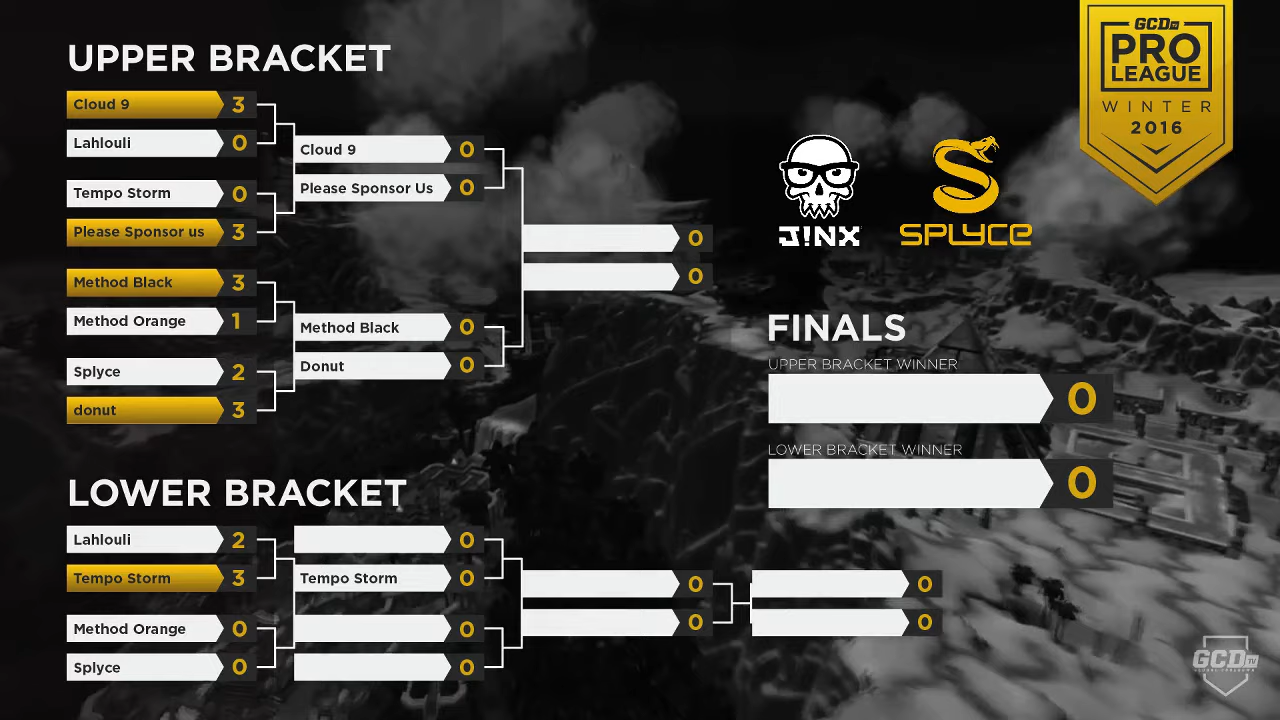 GCDTV
PRO
LEAGUE
WINTER
2016
UPPER BRACKET
Cloud 9 3
Lahlouli 0
Tempo Storm 0
Please Sponsor us 3
Method Black 3
Method Orange 1
Splyce 2
donut 3
Cloud 9 0
Please Sponsor Us 0
Method Black 0
Donut 0
0
0
J!NX
SPLYCE
FINALS
UPPER BRACKET WINNER
0
LOWER BRACKET WINNER
0
LOWER BRACKET
Lahlouli 2
Tempo Storm 3
Method Orange 0
Splyce 0
0
Tempo Storm 0
0
0
0
0
0
0
GCDTV